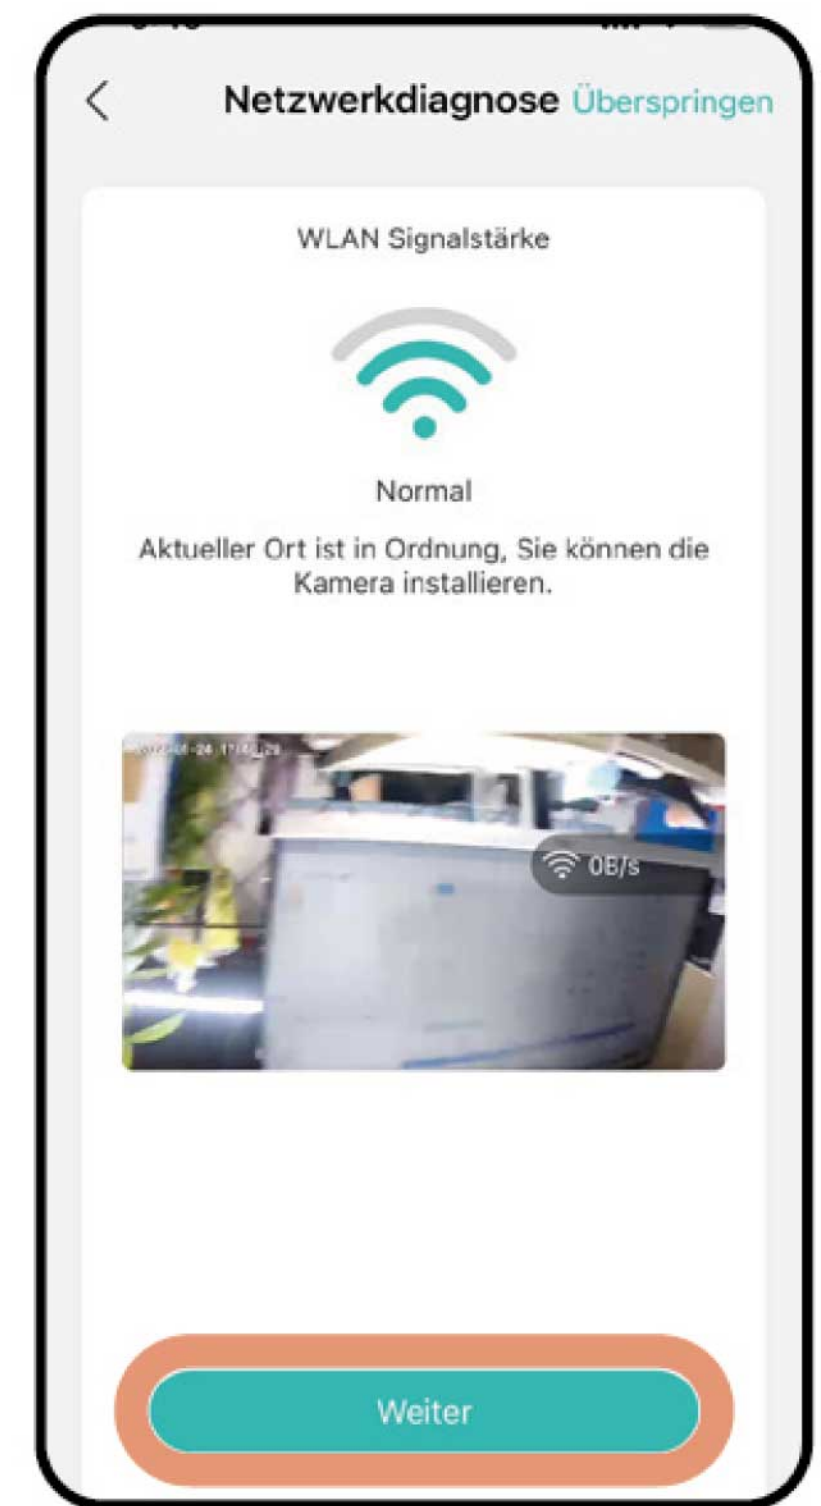 Netzwerkdiagnose Überspringen
WLAN Signalstärke
Normal
Aktueller Ort ist in Ordnung, Sie können die
Kamera installieren.
0B/s
Weiter